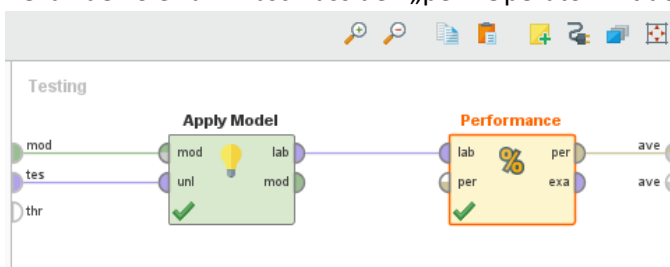 Testing
Apply Model
Performance
mod
mod
lab
lab
per
ave
tes
unl
mod
per
exa
ave
thr